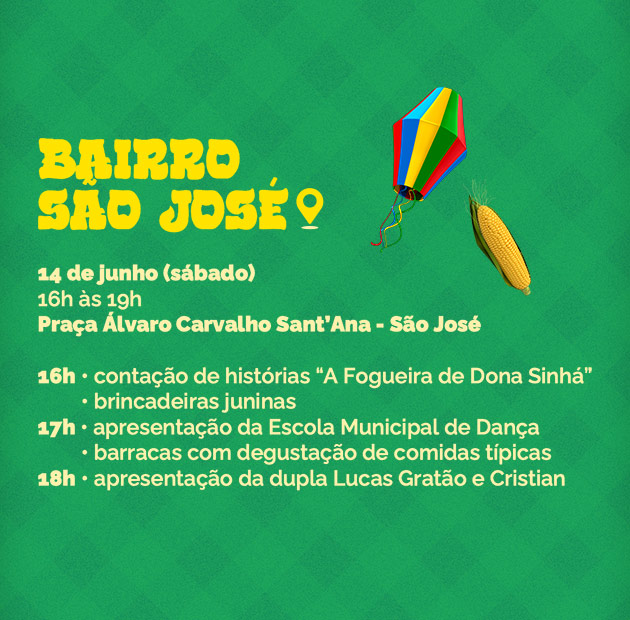 BAIRRO
SÃO JOSÉ
14 de junho (sábado)
16h às 19h
Praça Álvaro Carvalho Sant’Ana - São José
16h • contação de histórias “A Fogueira de Dona Sinhá”
• brincadeiras juninas
17h • apresentação da Escola Municipal de Dança
• barracas com degustação de comidas típicas
18h • apresentação da dupla Lucas Gratão e Cristian